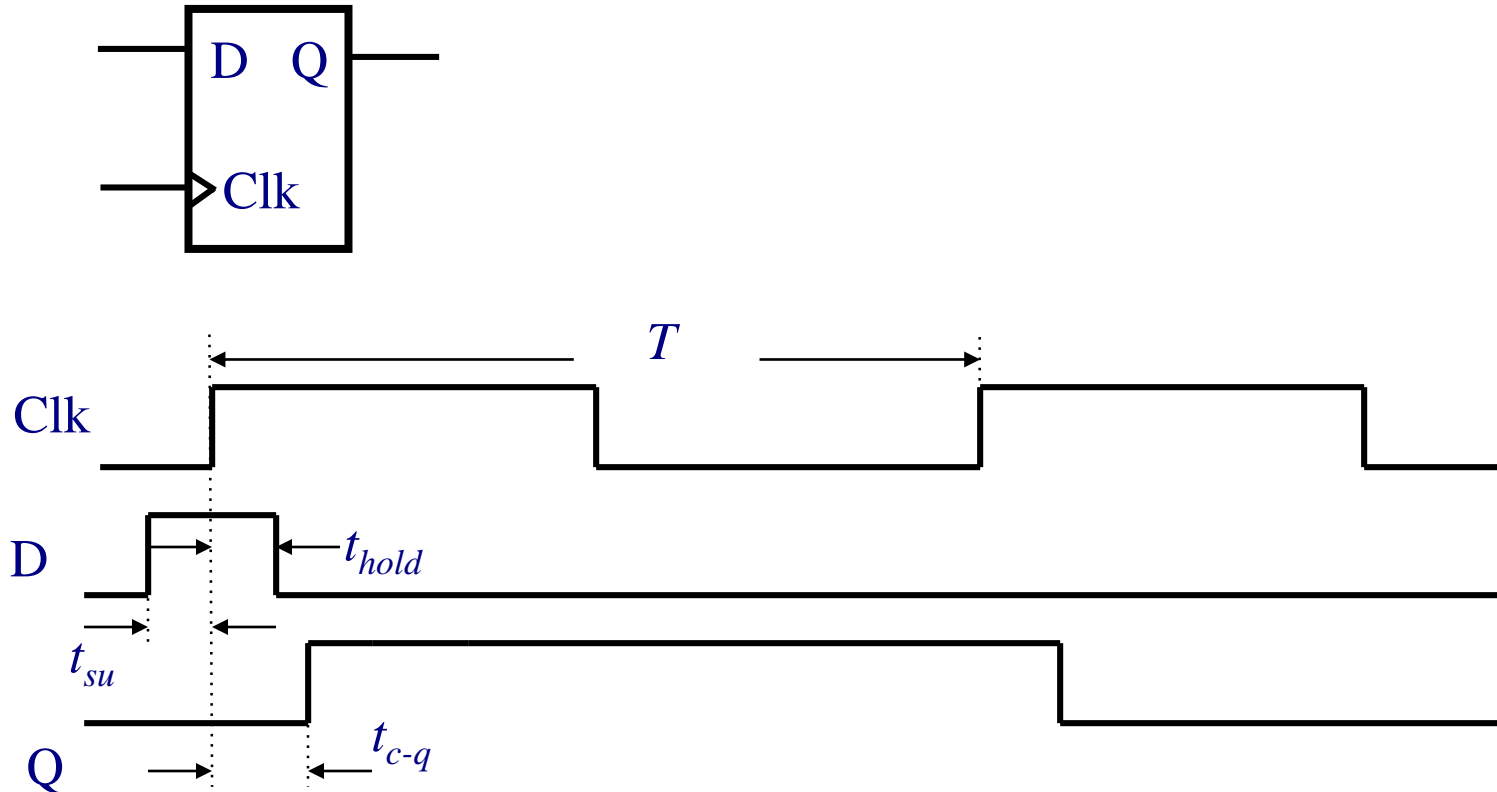 D Q
Clk
T
Clk
D
t_hold
t_su
t_c-q
Q